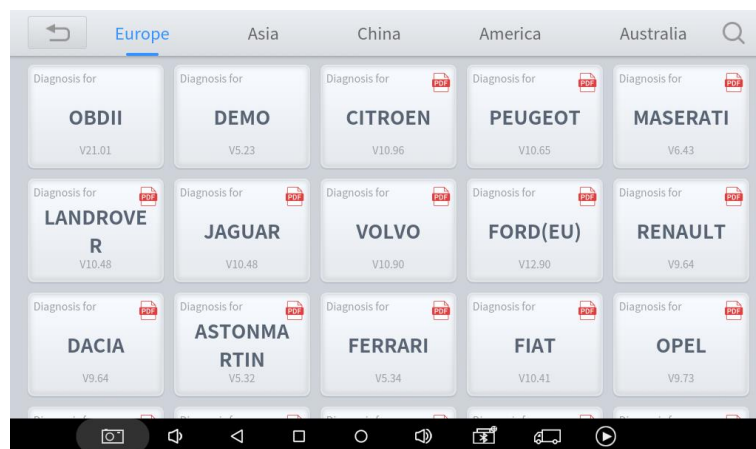 Europe Asia China America Australia
Diagnosis for Diagnosis for Diagnosis for PDF Diagnosis for PDF Diagnosis for PDF
OBDII DEMO CITROEN PEUGEOT MASERATI
V21.01 V5.23 V10.96 V10.65 V6.43
Diagnosis for PDF Diagnosis for PDF Diagnosis for PDF Diagnosis for PDF Diagnosis for PDF
LANDROVE
R JAGUAR VOLVO FORD(EU) RENAULT
V10.48 V10.48 V10.90 V12.90 V9.64
Diagnosis for PDF Diagnosis for PDF Diagnosis for PDF Diagnosis for PDF Diagnosis for PDF
ASTONMA
DACIA RTIN FERRARI FIAT OPEL
V9.64 V5.32 V5.34 V10.41 V9.73